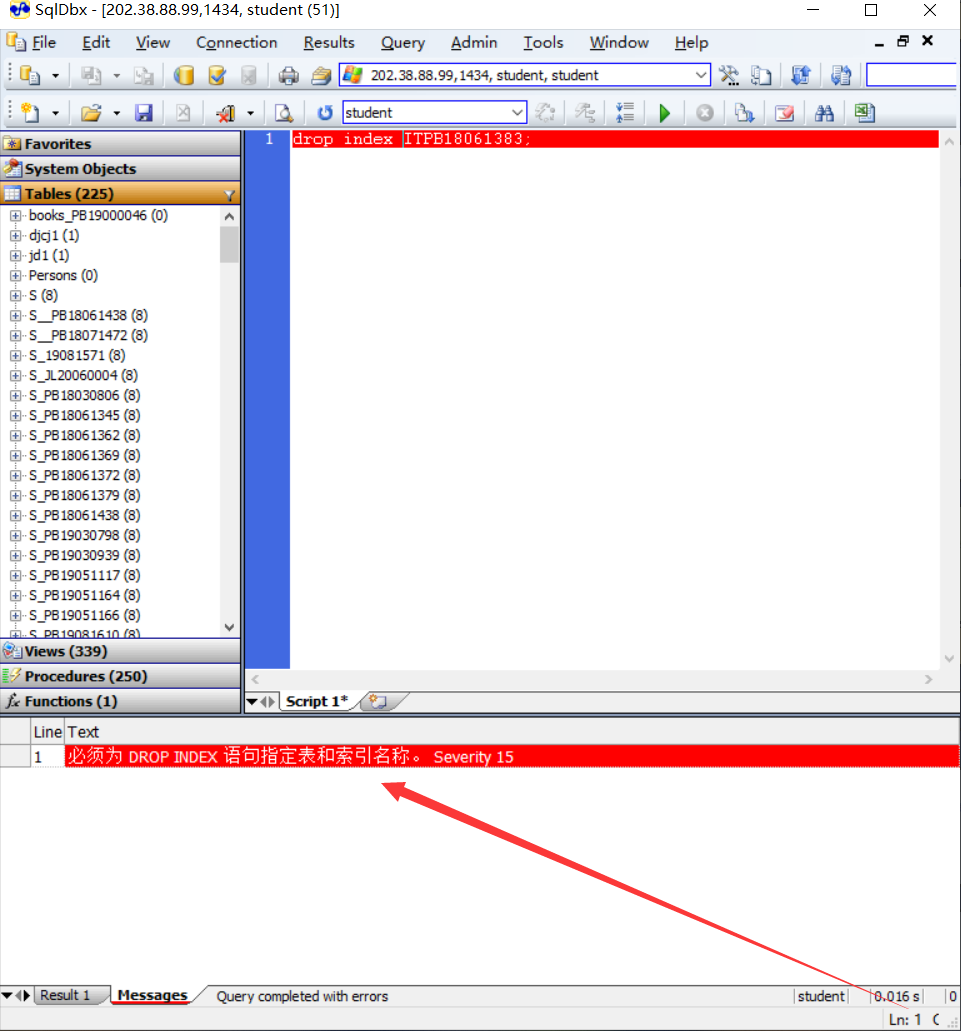 SqlDbx - [202.38.88.99,1434, student (51)]
File Edit View Connection Results Query Admin Tools Window Help
202.38.88.99,1434, student, student
student
Favorites
System Objects
Tables (225)
books_PB19000046 (0)
djcj1 (1)
jd1 (1)
Persons (0)
S (8)
S__PB18061438 (8)
S__PB18071472 (8)
S_19081571 (8)
S_JL20060004 (8)
S_PB18030806 (8)
S_PB18061345 (8)
S_PB18061362 (8)
S_PB18061369 (8)
S_PB18061372 (8)
S_PB18061379 (8)
S_PB18061438 (8)
S_PB19030798 (8)
S_PB19030939 (8)
S_PB19051117 (8)
S_PB19051164 (8)
S_PB19051166 (8)
S_PB19081610 (8)
Views (339)
Procedures (250)
Functions (1)
1 drop index ITPB18061383;
Script 1*
Line Text
1 必须为 DROP INDEX 语句指定表和索引名称。 Severity 15
Result 1 Messages Query completed with errors student 0.016 s 0
Ln: 1 C